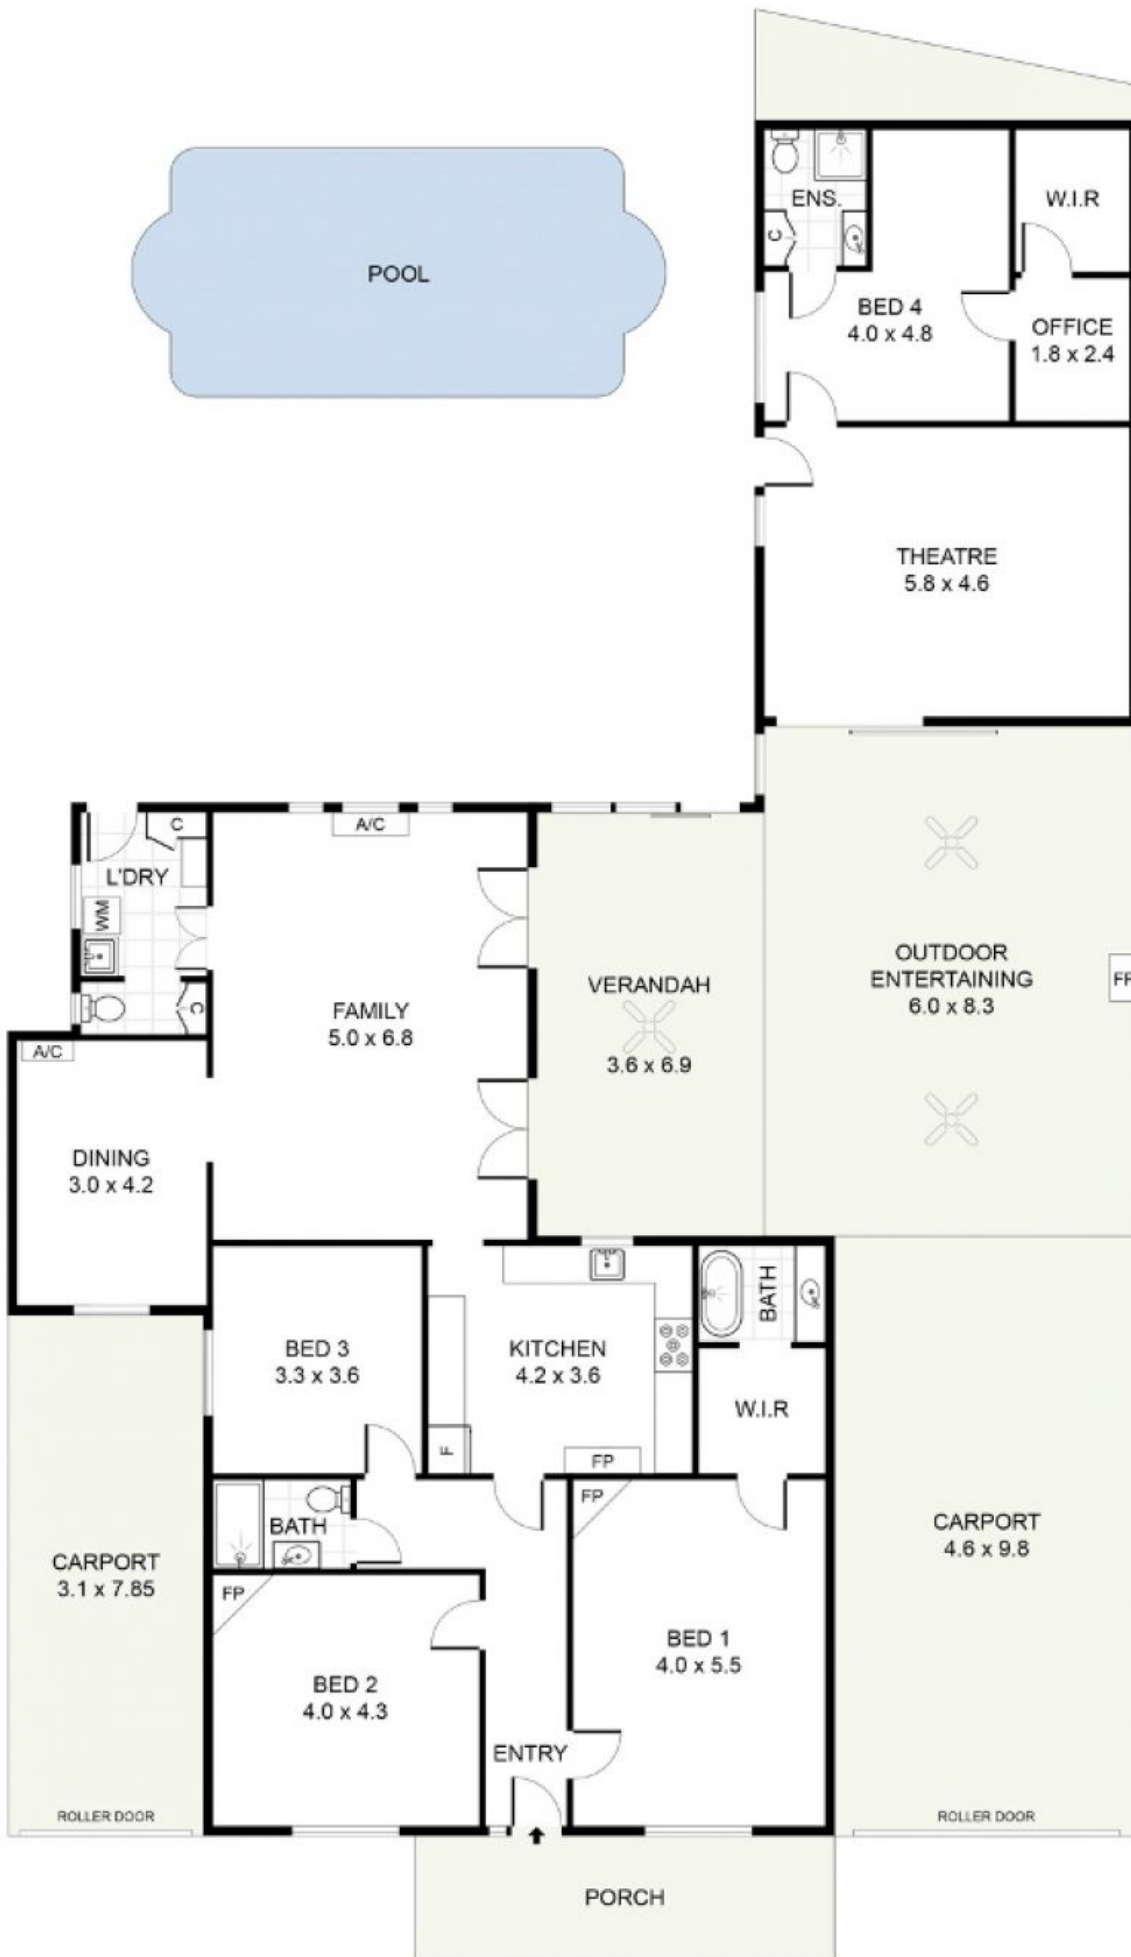 POOL
ENS.
C
W.I.R
BED 4
4.0 x 4.8
OFFICE
1.8 x 2.4
THEATRE
5.8 x 4.6
C
A/C
L'DRY
WM
C
FAMILY
5.0 x 6.8
VERANDAH
3.6 x 6.9
OUTDOOR
ENTERTAINING
6.0 x 8.3
FP
A/C
DINING
3.0 x 4.2
BED 3
3.3 x 3.6
KITCHEN
4.2 x 3.6
F
FP
BATH
W.I.R
BATH
FP
FP
CARPORT
3.1 x 7.85
CARPORT
4.6 x 9.8
BED 2
4.0 x 4.3
BED 1
4.0 x 5.5
ENTRY
ROLLER DOOR
ROLLER DOOR
PORCH